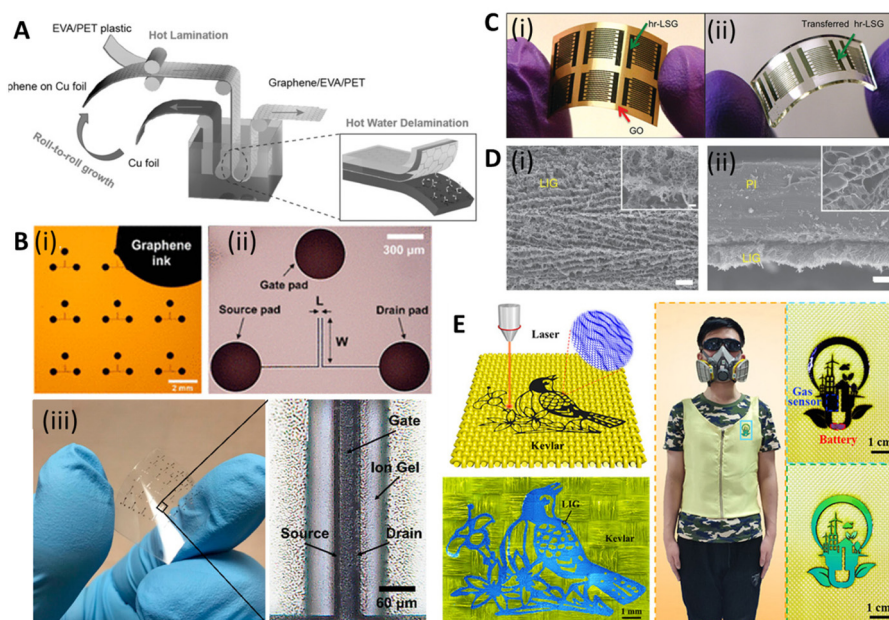 A
EVA/PET plastic
Hot Lamination
phene on Cu foil
Graphene/EVA/PET
Roll-to-roll growth
Cu foil
Hot Water Delamination
B
(i)
Graphene
ink
2 mm
(ii)
300 µm
Gate pad
Source pad
L
Drain pad
W
(iii)
Gate
Ion Gel
Source
Drain
60 µm
C
(i)
hr-LSG
GO
(ii)
Transferred hr-LSG
D
(i)
LIG
(ii)
PI
LIG
E
Laser
Kevlar
LIG
Kevlar
1 mm
Gas
sensor
Battery
1 cm
1 cm